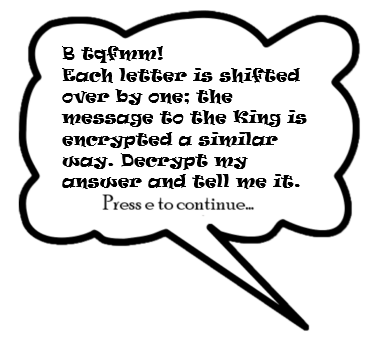 B tqfmm!
Each letter is shifted
over by one; the
message to the King is
encrypted a similar
way. Decrypt my
answer and tell me it.
Press e to continue...